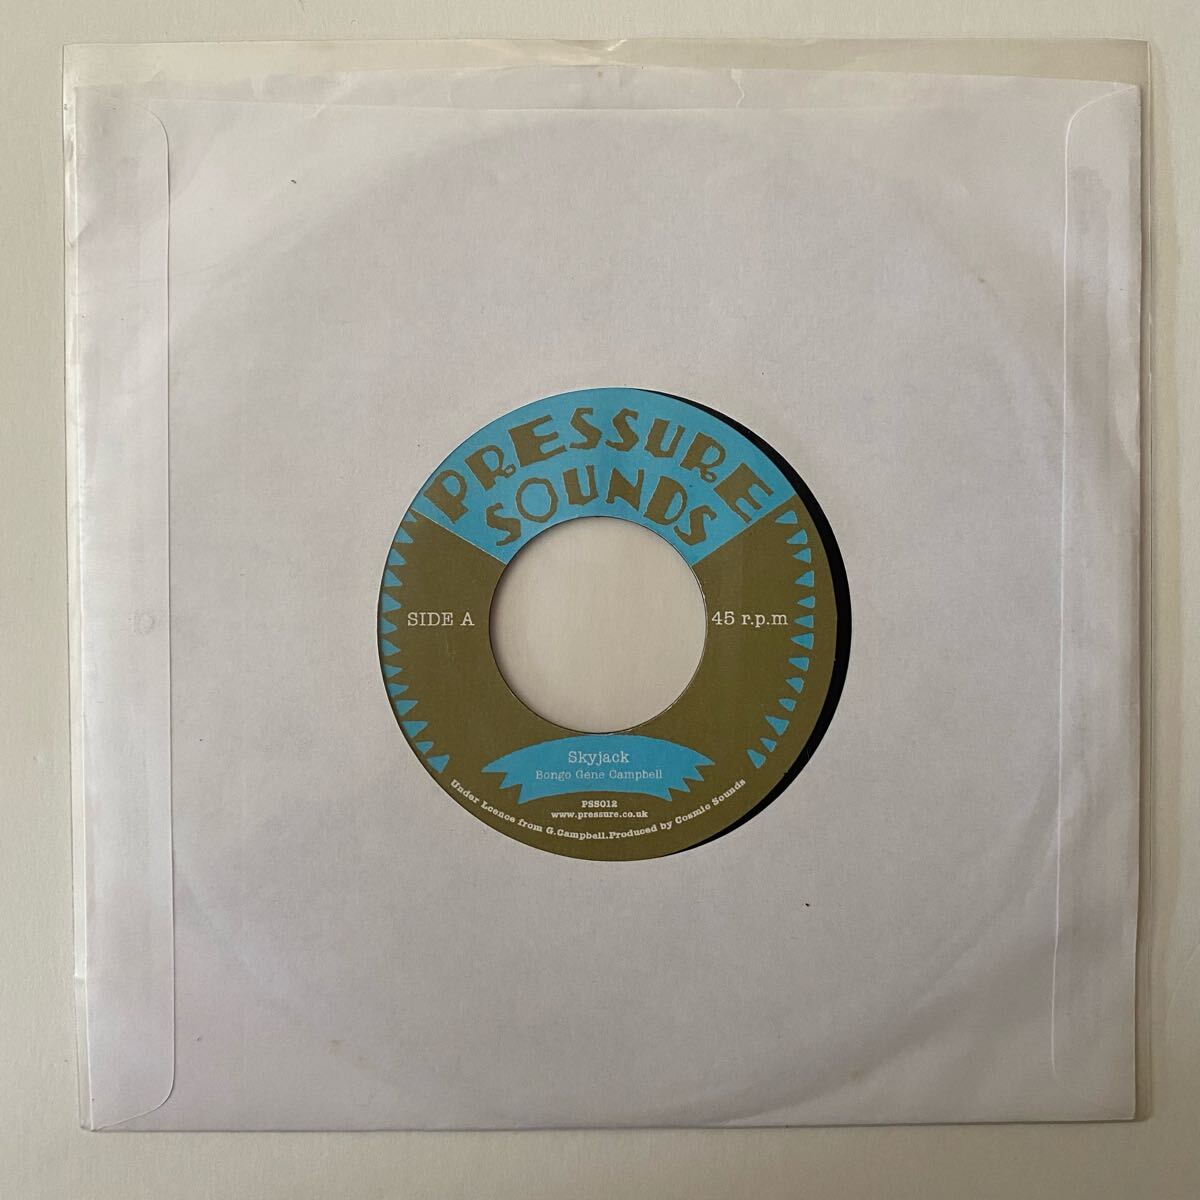 PRESSURE
SOUNDS
SIDE A
45 r.p.m
Skyjack
Bongo Gene Campbell
PSS012
www.pressure.co.uk
Under Lcence from G.Campbell.Produced by Cosmic Sounds